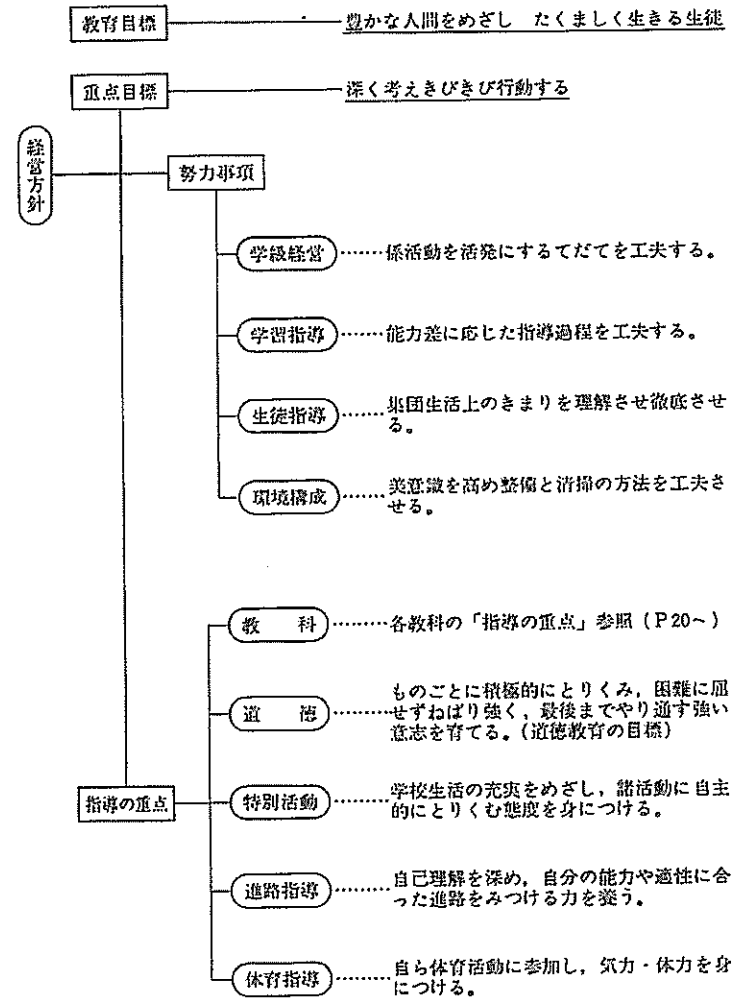 教育目標 豊かな人間をめざし たくましく生きる生徒
重点目標 深く考えきびきび行動する
経営方針
努力事項
学級経営 ……係活動を活発にするてだてを工夫する。
学習指導 ……能力差に応じた指導過程を工夫する。
生徒指導 ……集団生活上のきまりを理解させ徹底させ
る。
環境構成 ……美意識を高め整備と清掃の方法を工夫さ
せる。
教 科 ………各教科の「指導の重点」参照(P20~)
道 徳 ………ものごとに積極的にとりくみ,困難に屈
せずねばり強く,最後までやり通す強い
意志を育てる。(道徳教育の目標)
指導の重点
特別活動 ………学校生活の充実をめざし,諸活動に自主
的にとりくむ態度を身につける。
進路指導 ………自己理解を深め,自分の能力や適性に合
った進路をみつける力を養う。
体育指導 ………自ら体育活動に参加し,気力・体力を身
につける。